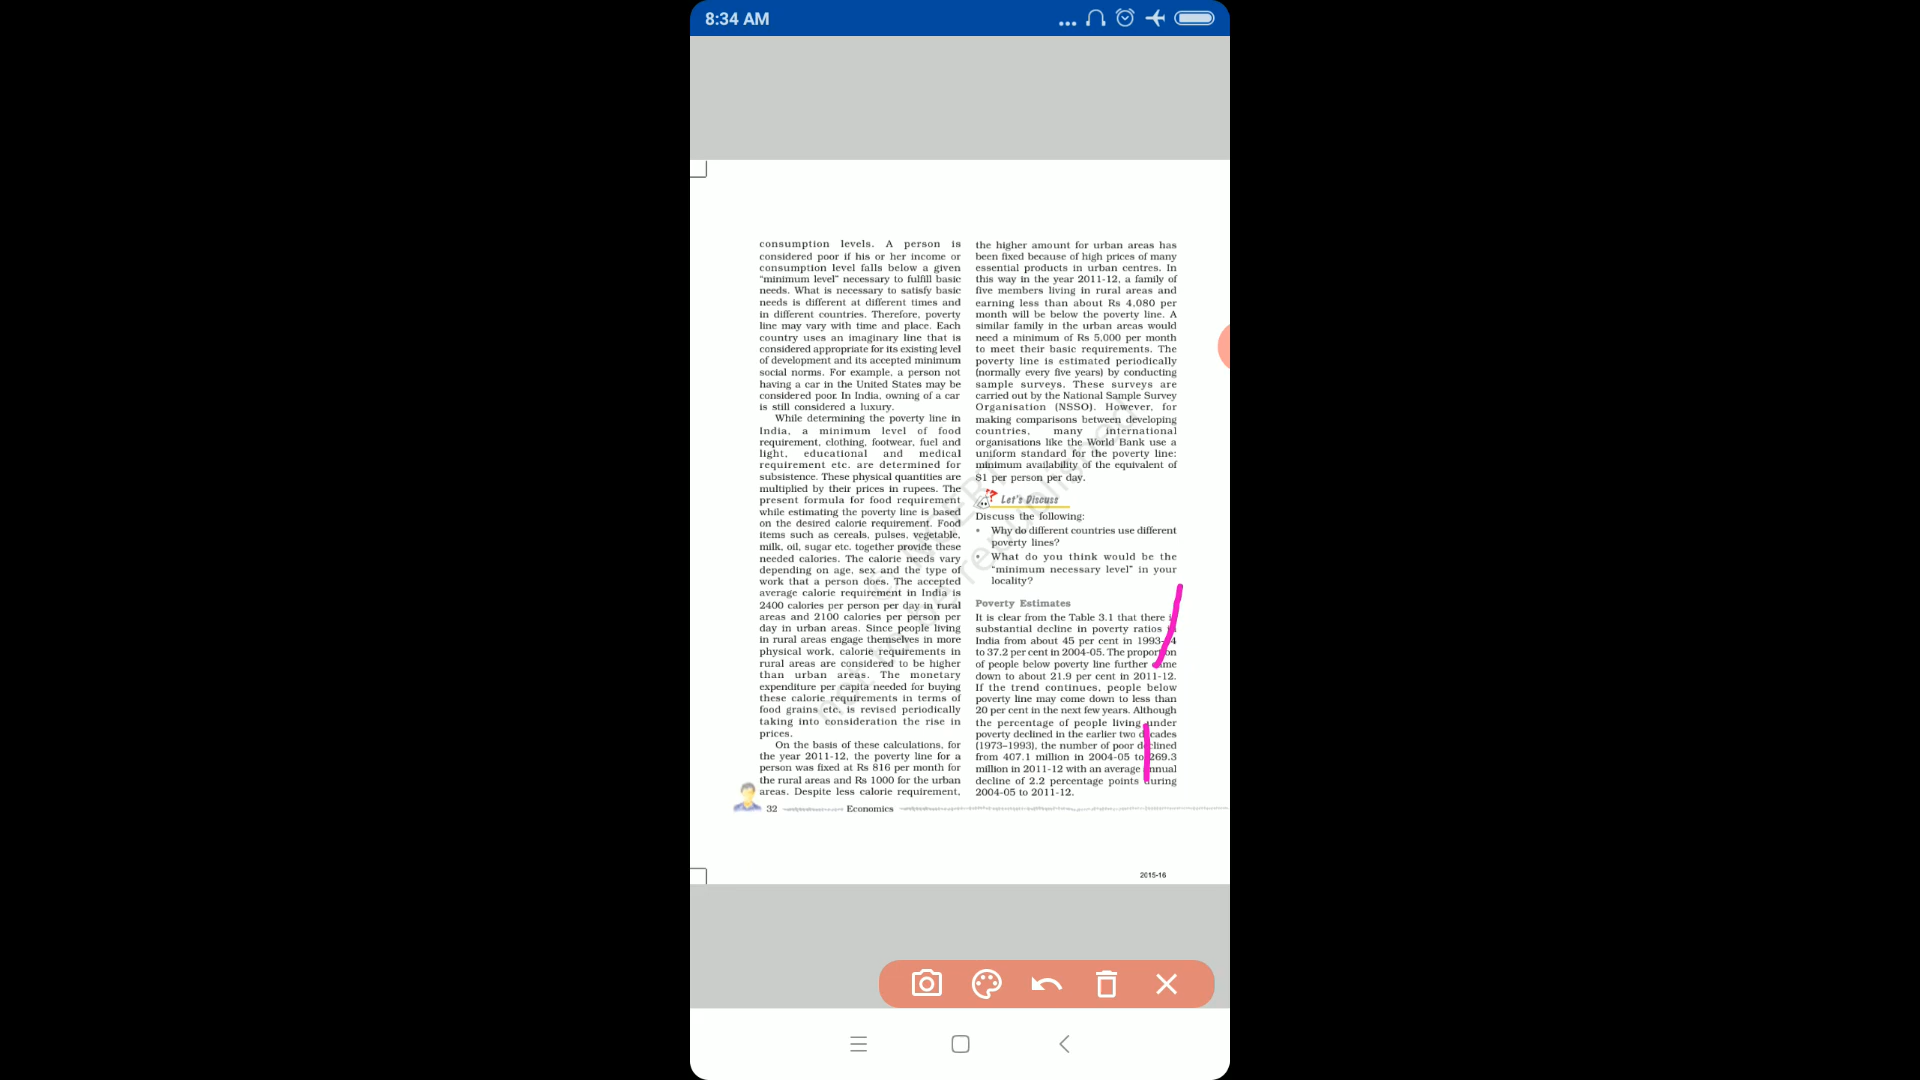 8:34 AM
consumption levels. A person is
considered poor if his or her income or
consumption level falls below a given
“minimum level” necessary to fulfill basic
needs. What is necessary to satisfy basic
needs is different at different times and
in different countries. Therefore, poverty
line may vary with time and place. Each
country uses an imaginary line that is
considered appropriate for its existing level
of development and its accepted minimum
social norms. For example, a person not
having a car in the United States may be
considered poor. In India, owning of a car
is still considered a luxury.
While determining the poverty line in
India, a minimum level of food
requirement, clothing, footwear, fuel and
light, educational and medical
requirement etc. are determined for
subsistence. These physical quantities are
multiplied by their prices in rupees. The
present formula for food requirement
while estimating the poverty line is based
on the desired calorie requirement. Food
items such as cereals, pulses, vegetable,
milk, oil, sugar etc. together provide these
needed calories. The calorie needs vary
depending on age, sex and the type of
work that a person does. The accepted
average calorie requirement in India is
2400 calories per person per day in rural
areas and 2100 calories per person per
day in urban areas. Since people living
in rural areas engage themselves in more
physical work, calorie requirements in
rural areas are considered to be higher
than urban areas. The monetary
expenditure per capita needed for buying
these calorie requirements in terms of
food grains etc. is revised periodically
taking into consideration the rise in
prices.
On the basis of these calculations, for
the year 2011-12, the poverty line for a
person was fixed at Rs 816 per month for
the rural areas and Rs 1000 for the urban
areas. Despite less calorie requirement,
the higher amount for urban areas has
been fixed because of high prices of many
essential products in urban centres. In
this way in the year 2011-12, a family of
five members living in rural areas and
earning less than about Rs 4,080 per
month will be below the poverty line. A
similar family in the urban areas would
need a minimum of Rs 5,000 per month
to meet their basic requirements. The
poverty line is estimated periodically
(normally every five years) by conducting
sample surveys. These surveys are
carried out by the National Sample Survey
Organisation (NSSO). However, for
making comparisons between developing
countries, many international
organisations like the World Bank use a
uniform standard for the poverty line:
minimum availability of the equivalent of
$1 per person per day.
Let's Discuss
Discuss the following:
• Why do different countries use different
poverty lines?
• What do you think would be the
“minimum necessary level” in your
locality?
Poverty Estimates
It is clear from the Table 3.1 that there is
substantial decline in poverty ratios in
India from about 45 per cent in 1993-94
to 37.2 per cent in 2004-05. The proportion
of people below poverty line further came
down to about 21.9 per cent in 2011-12.
If the trend continues, people below
poverty line may come down to less than
20 per cent in the next few years. Although
the percentage of people living under
poverty declined in the earlier two decades
(1973–1993), the number of poor declined
from 407.1 million in 2004-05 to 269.3
million in 2011-12 with an average annual
decline of 2.2 percentage points during
2004-05 to 2011-12.
32 Economics
2015-16